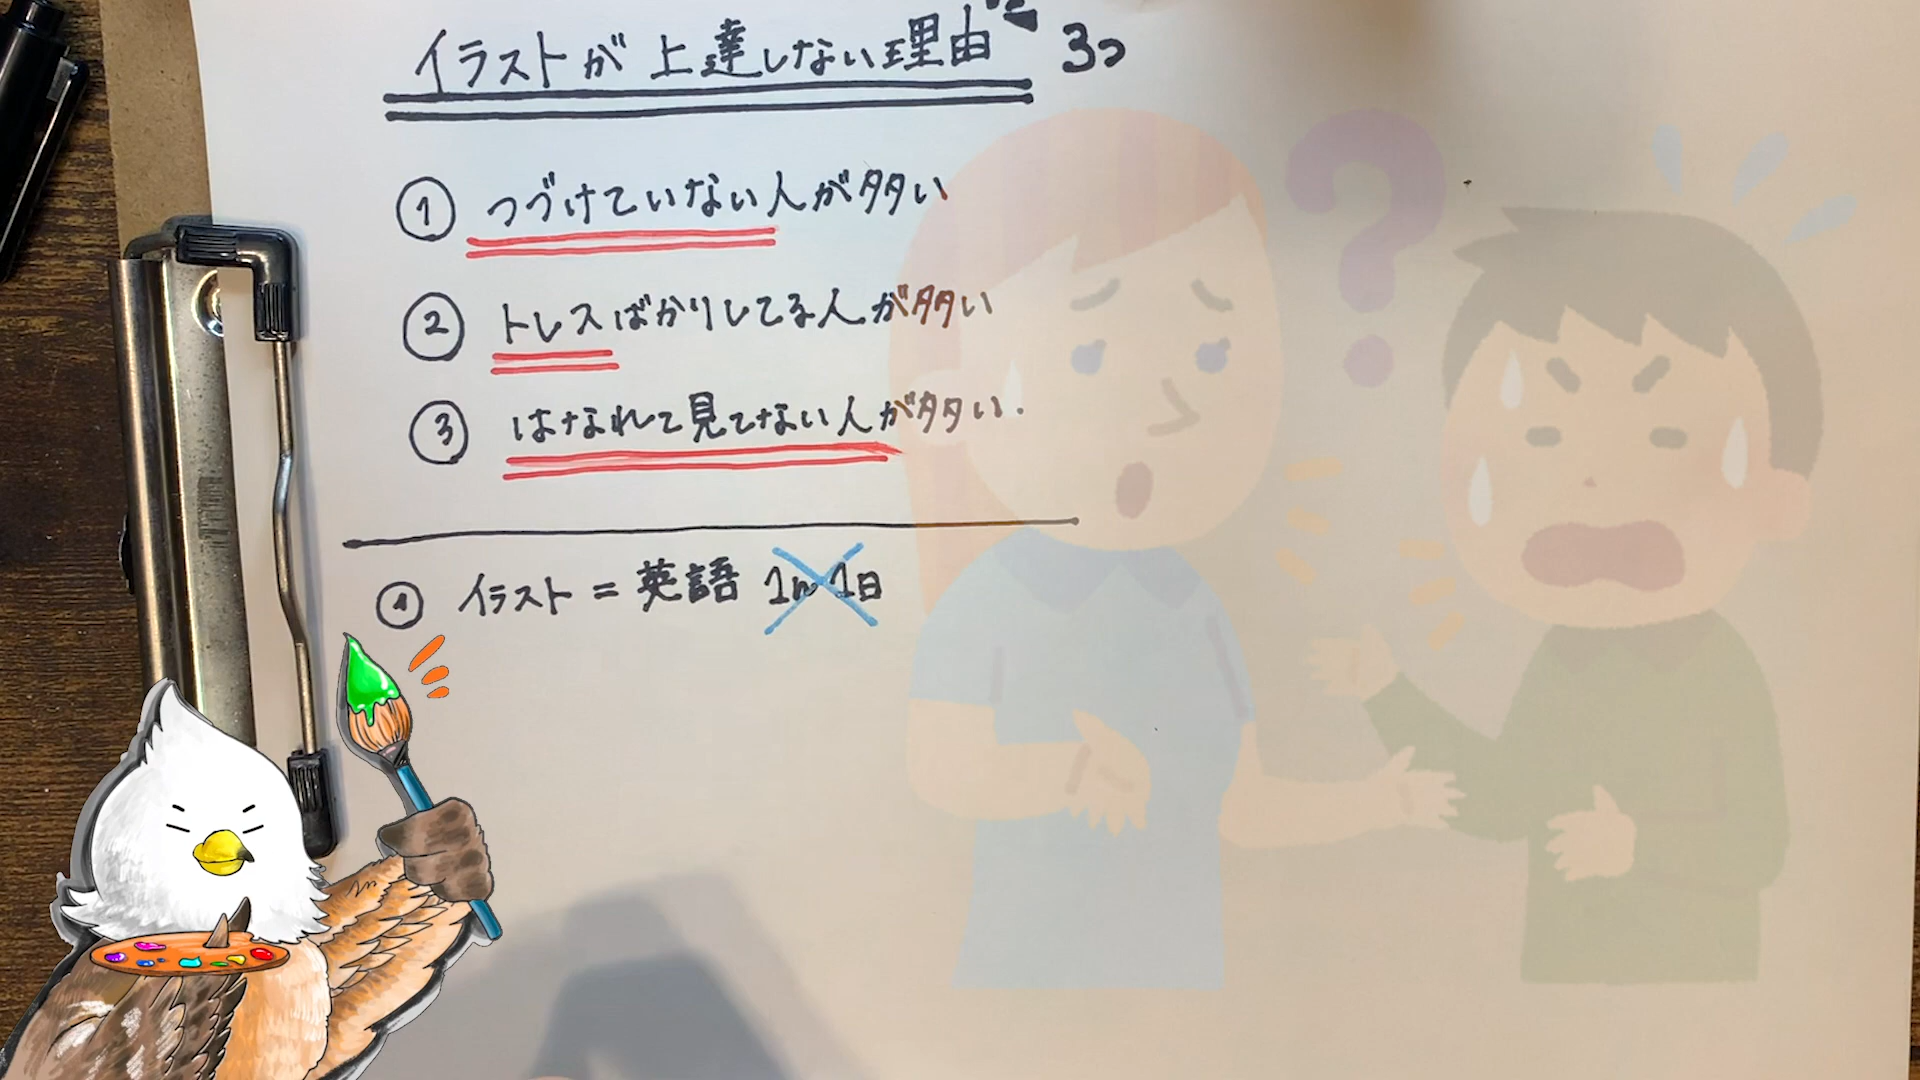 イラストが上達しない理由 3つ
① つづけていない人が多い
② トレスばかりしてる人が多い
③ はなれて見てない人が多い.
① イラスト = 英語 1h 1日